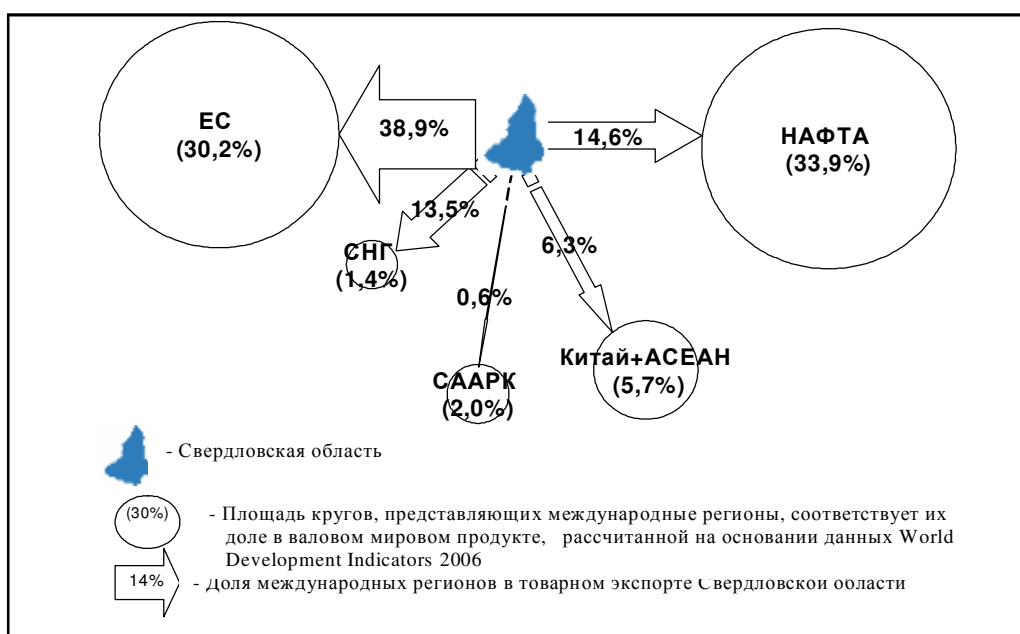 ЕС
(30,2%)
38,9%
14,6%
НАФТА
(33,9%)
13,5%
СНГ
(1,4%)
6,3%
0,6%
Китай+АСЕАН
(5,7%)
СААРК
(2,0%)
- Свердловская область
(30%)
- Площадь кругов, представляющих международные регионы, соответствует их
доле в валовом мировом продукте, рассчитанной на основании данных World
Development Indicators 2006
14%
- Доля международных регионов в товарном экспорте Свердловской области